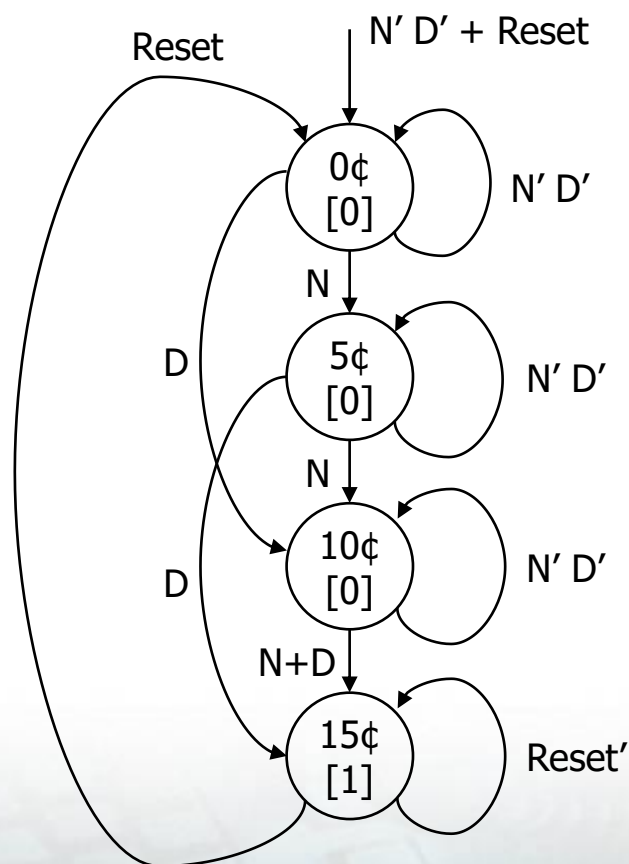 N’ D’ + Reset
Reset
0¢
[0]
N’ D’
N
D
5¢
[0]
N’ D’
N
D
10¢
[0]
N’ D’
N+D
15¢
[1]
Reset’